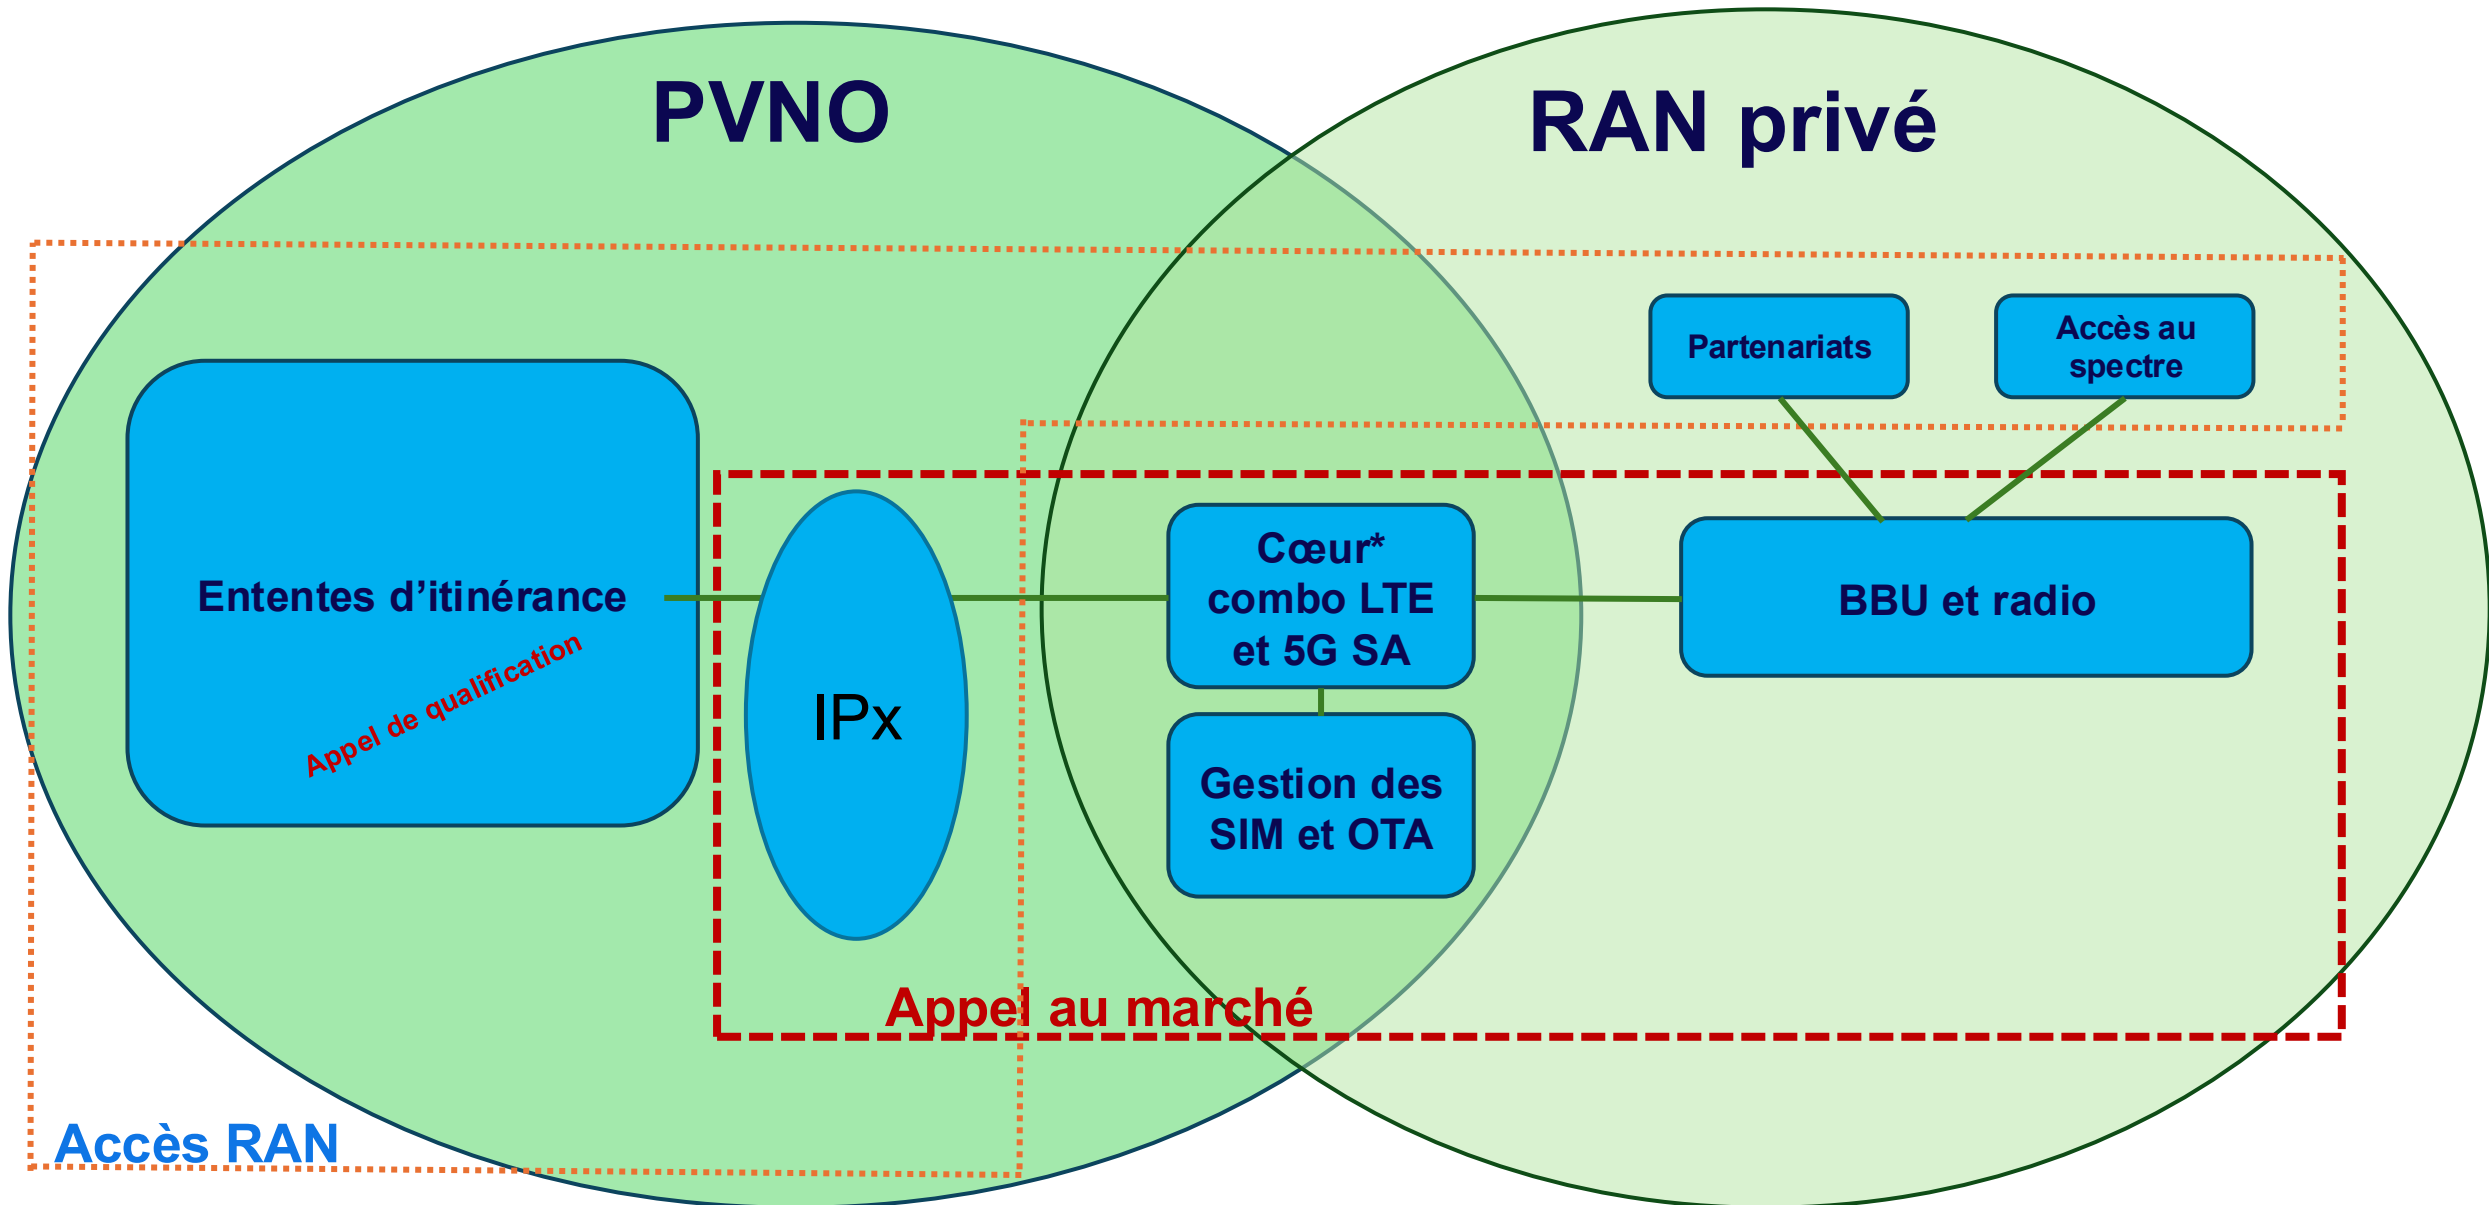 PVNO
RAN privé
Partenariats
Accès au
spectre
Ententes d’itinérance
Appel de qualification
IPx
Cœur*
combo LTE
et 5G SA
BBU et radio
Gestion des
SIM et OTA
Appel au marché
Accès RAN